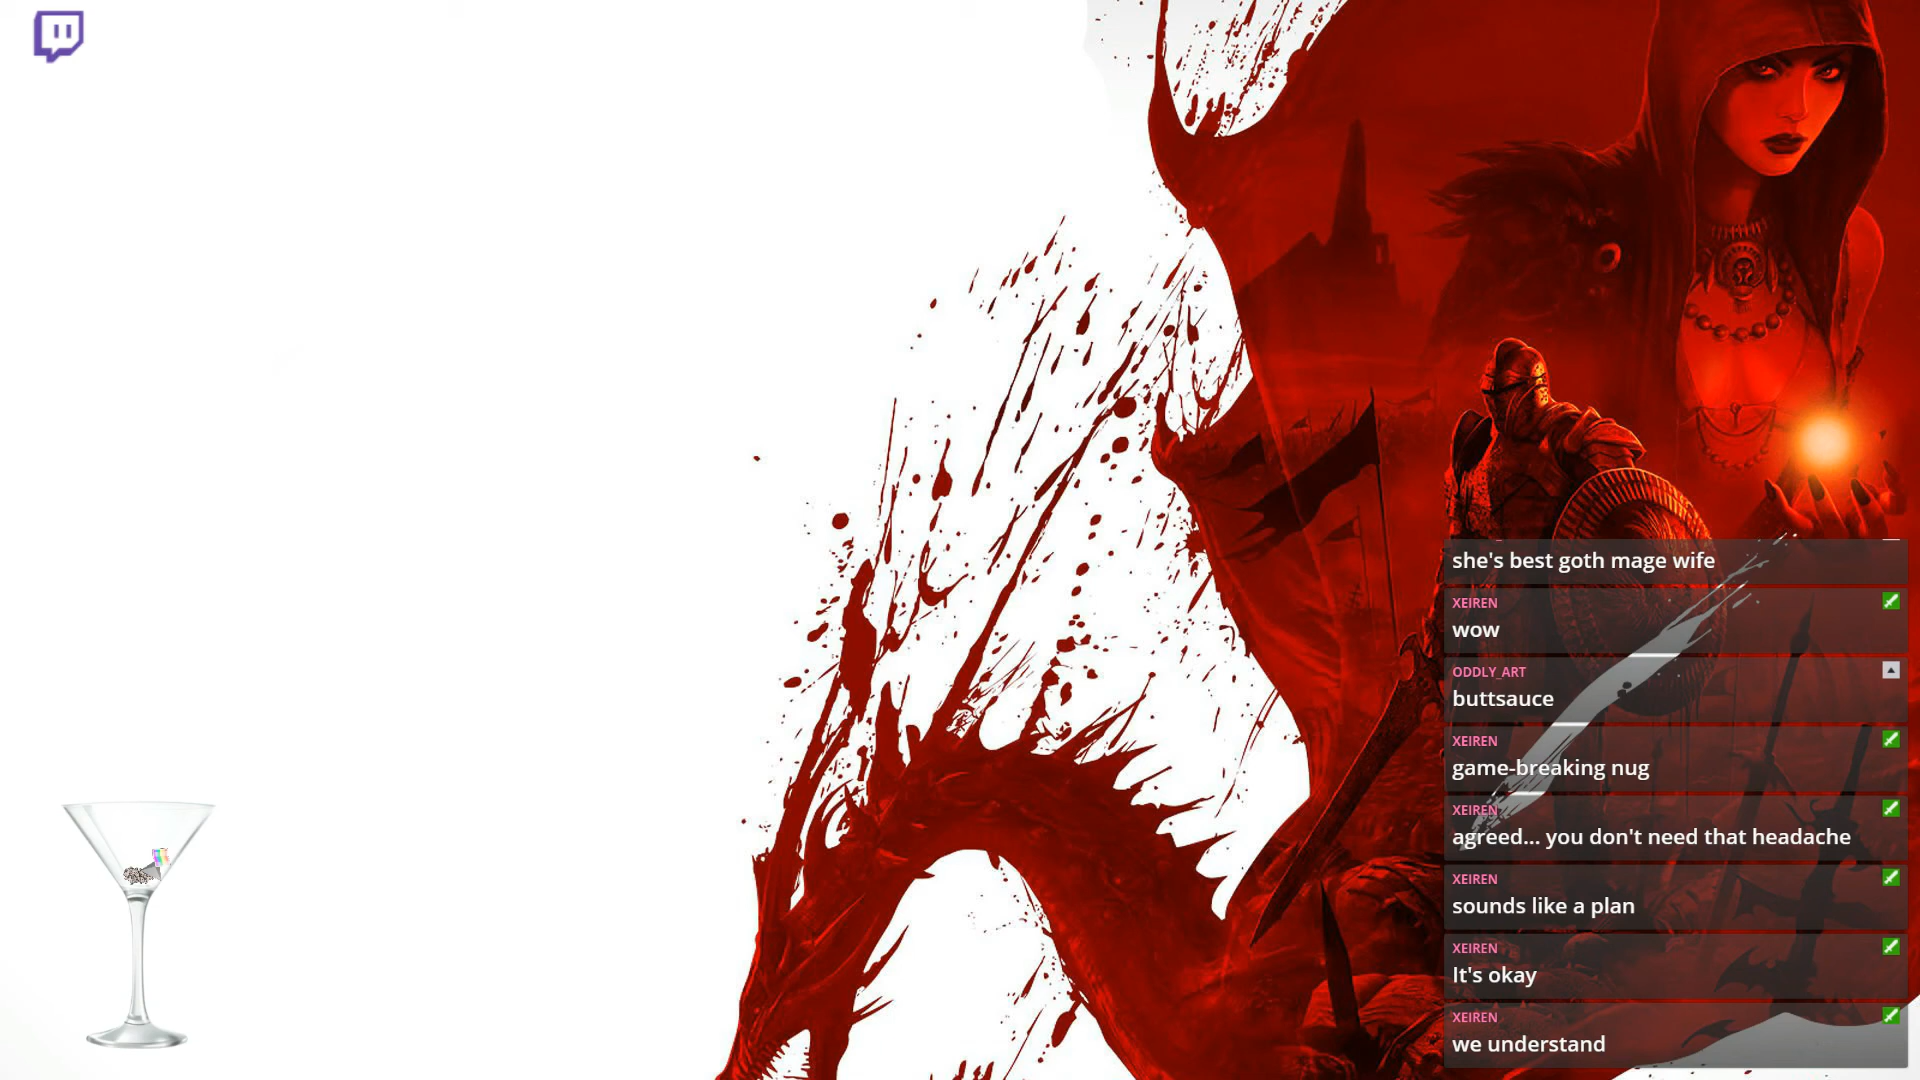 she's best goth mage wife
XEIREN
wow
ODDLY_ART
buttsauce
XEIREN
game-breaking nug
XEIREN
agreed... you don't need that headache
XEIREN
sounds like a plan
XEIREN
It's okay
XEIREN
we understand